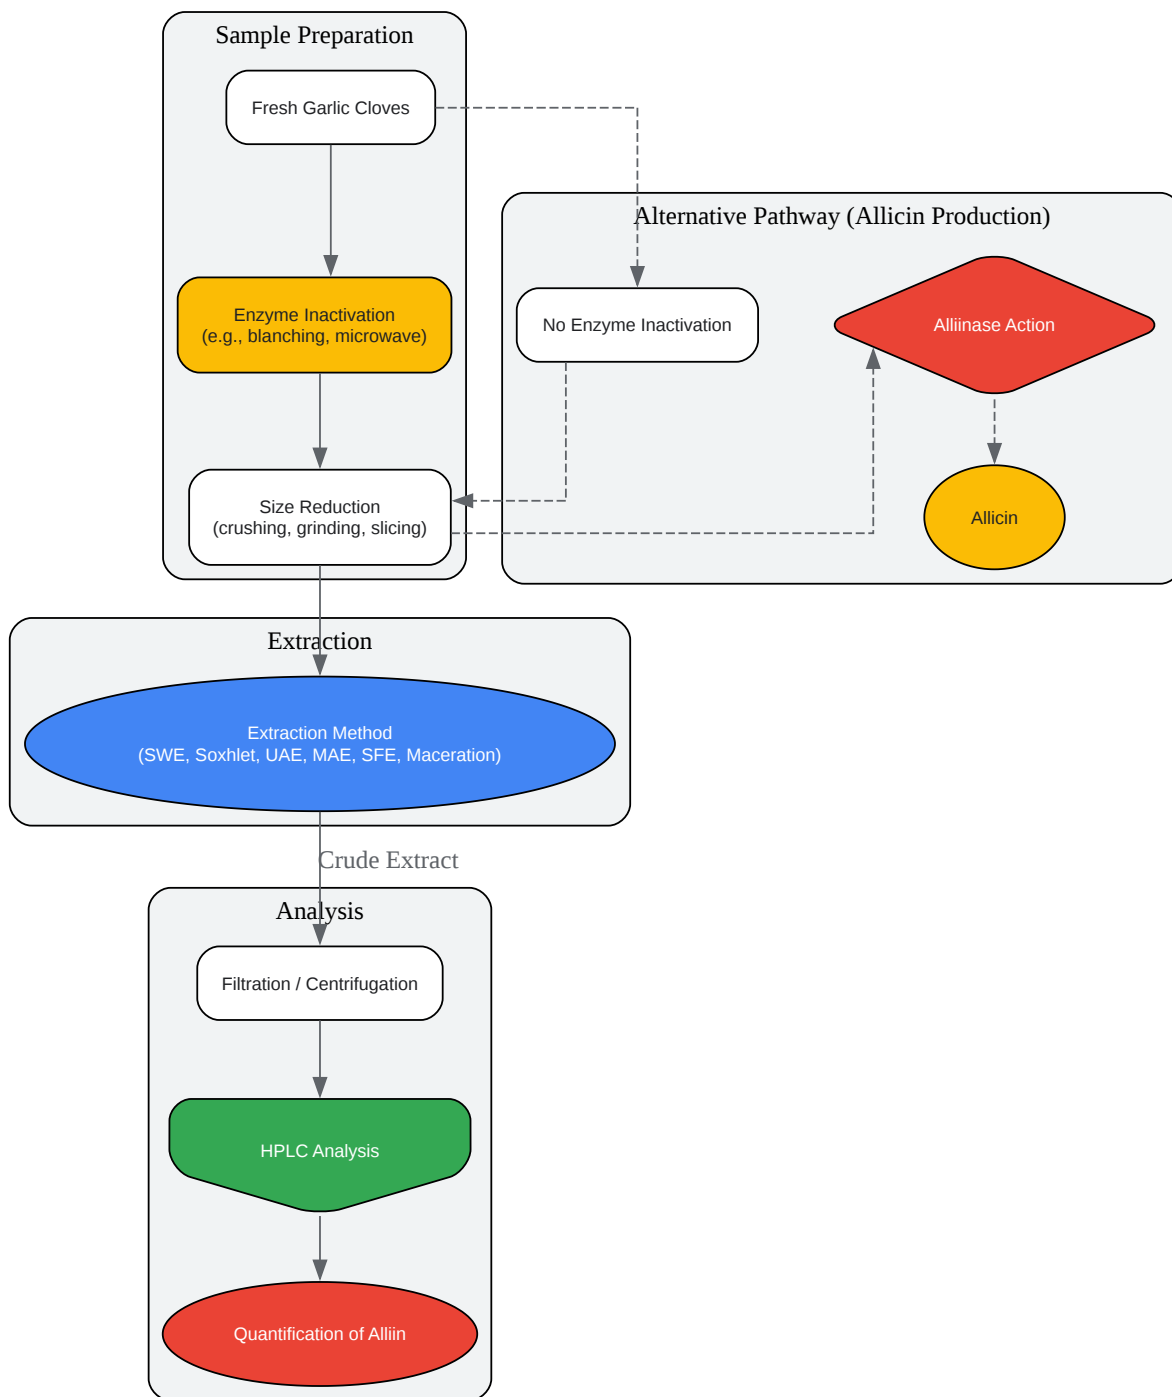 Sample Preparation
Fresh Garlic Cloves
Enzyme Inactivation
(e.g., blanching, microwave)
Size Reduction
(crushing, grinding, slicing)
Alternative Pathway (Allicin Production)
No Enzyme Inactivation
Alliinase Action
Allicin
Extraction
Extraction Method
(SWE, Soxhlet, UAE, MAE, SFE, Maceration)
Crude Extract
Analysis
Filtration / Centrifugation
HPLC Analysis
Quantification of Alliin